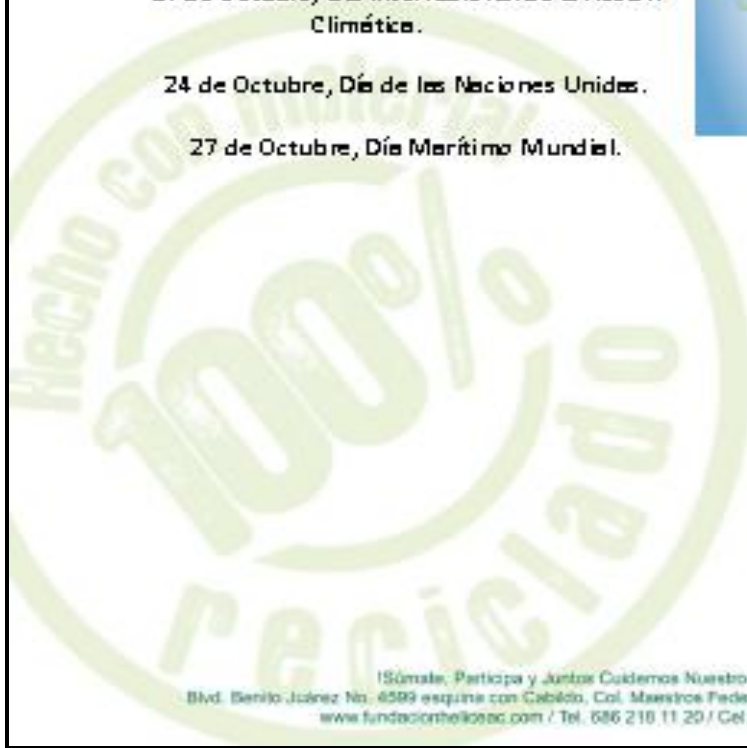 Climática.
24 de Octubre, Día de las Naciones Unidas.
27 de Octubre, Día Marítimo Mundial.
Hecho con material
100%
reciclado
!Súmate, Participa y Juntos Cuidemos Nuestro
Blvd. Benito Juárez No. 4599 esquina con Cabildo, Col. Maestros Fede
www.fundacionheliosac.com / Tel. 686 216 11 20 / Cel